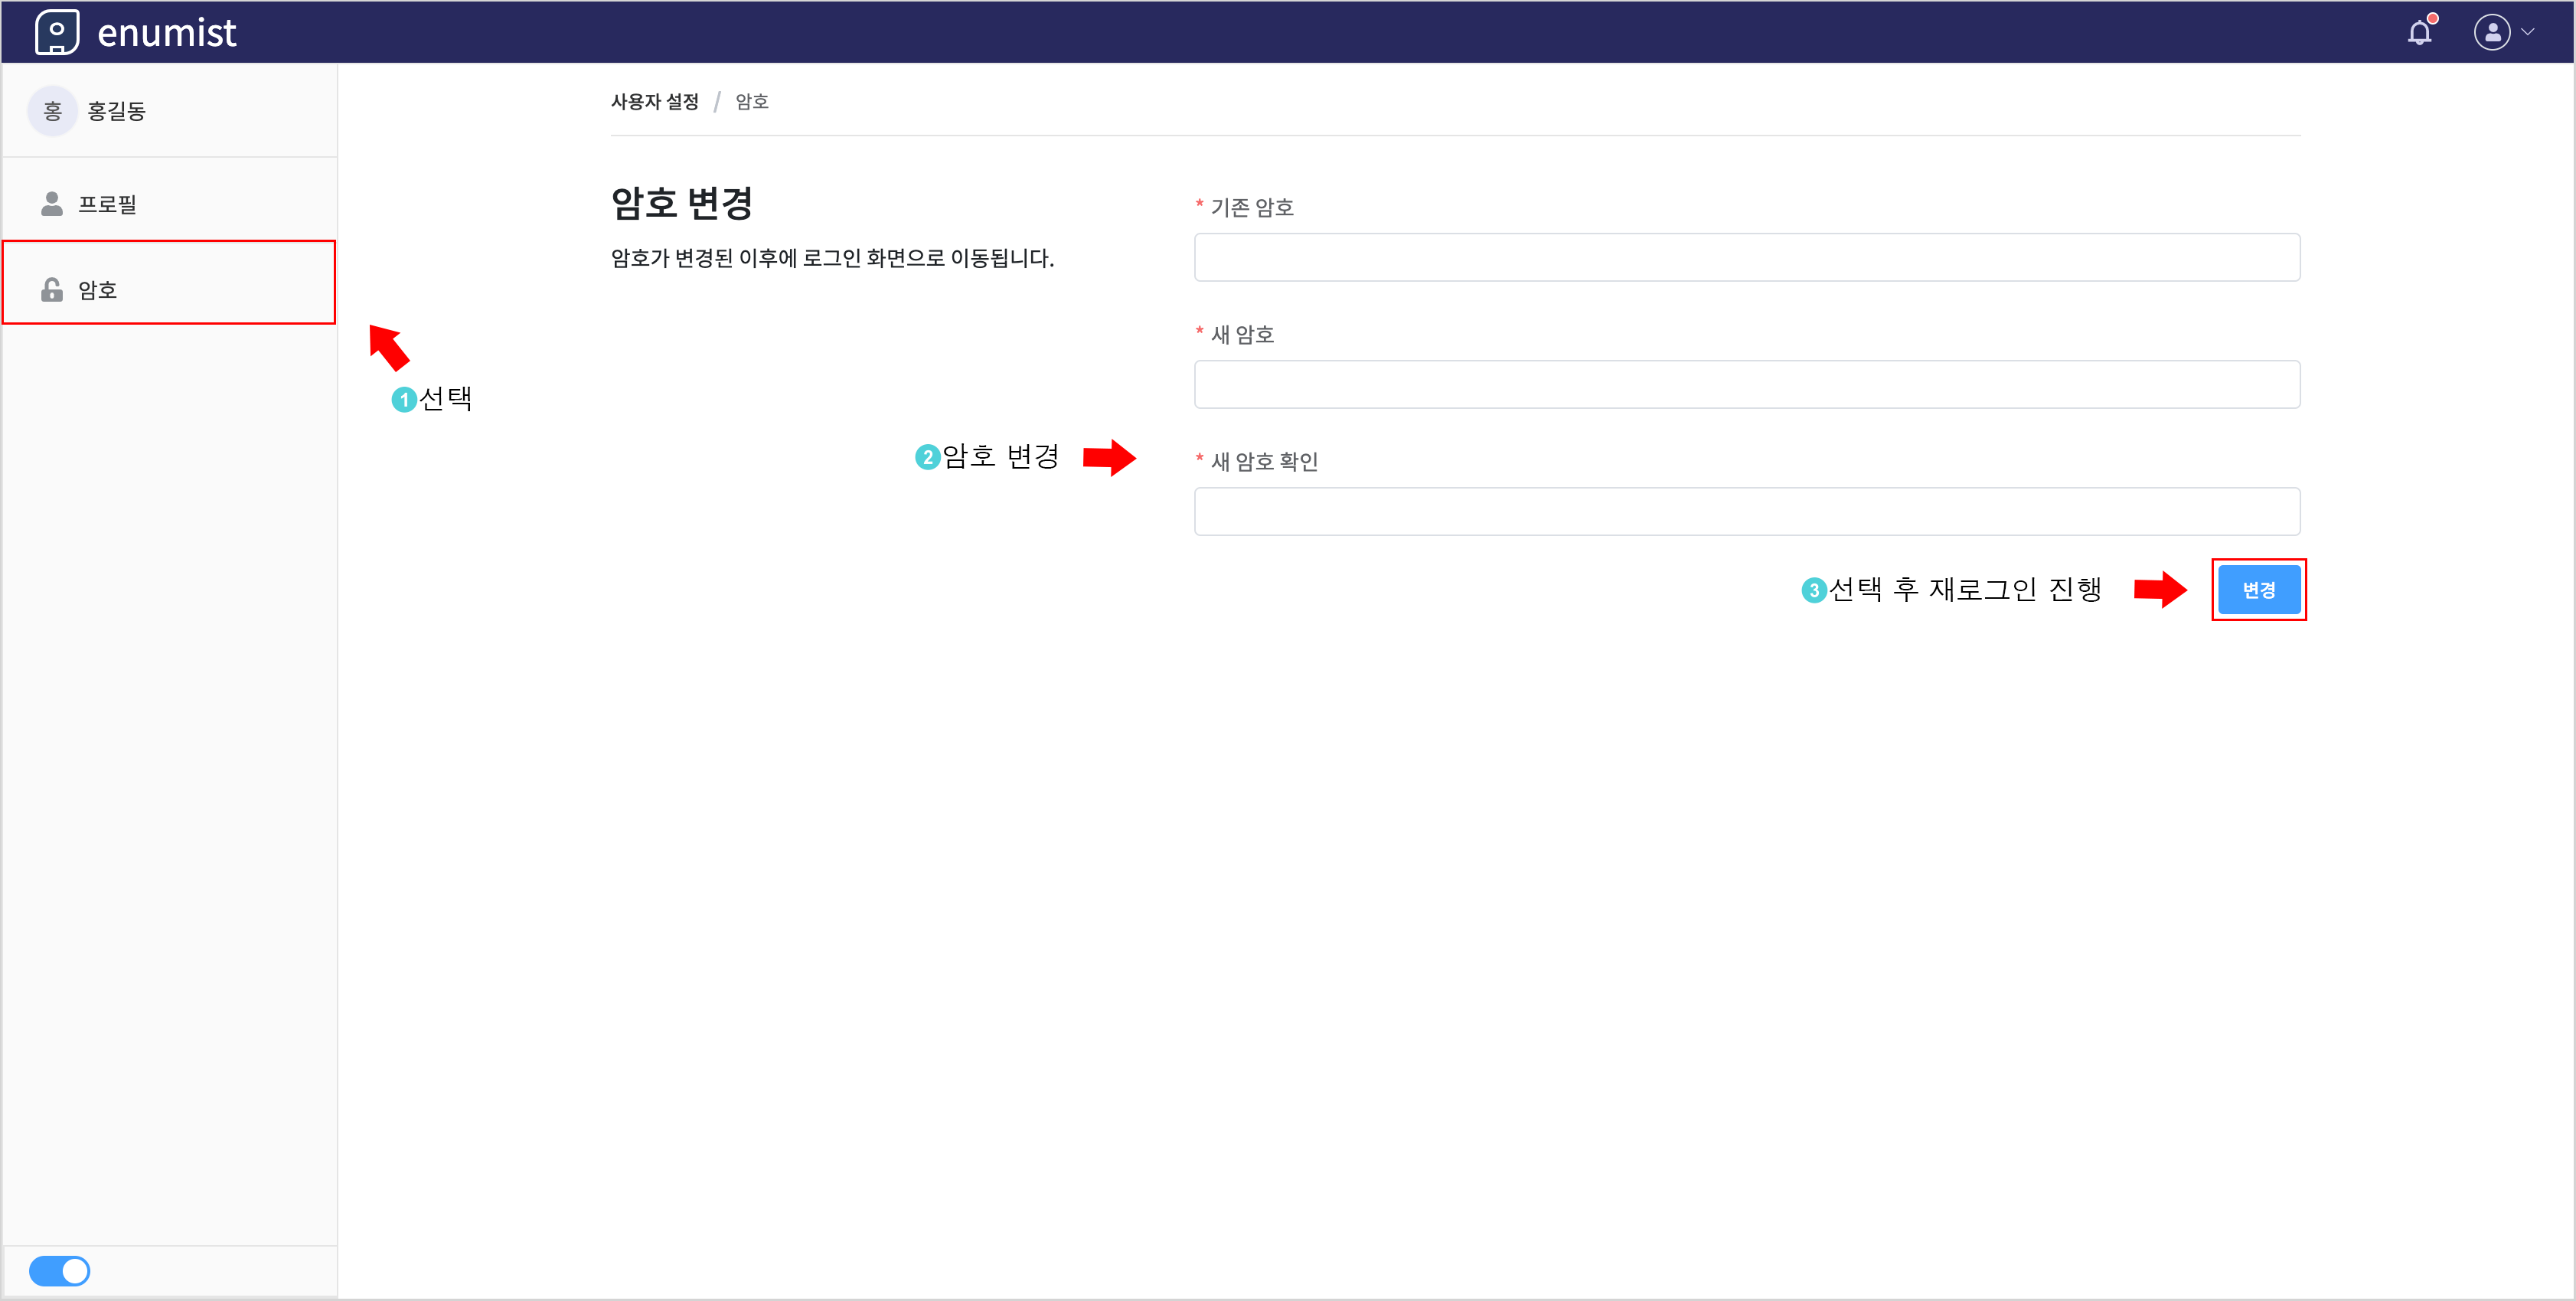 enumist
홍 홍길동
프로필
암호
사용자 설정 / 암호
암호 변경
암호가 변경된 이후에 로그인 화면으로 이동됩니다.
* 기존 암호
* 새 암호
* 새 암호 확인
1 선택
2 암호 변경
3 선택 후 재로그인 진행
변경